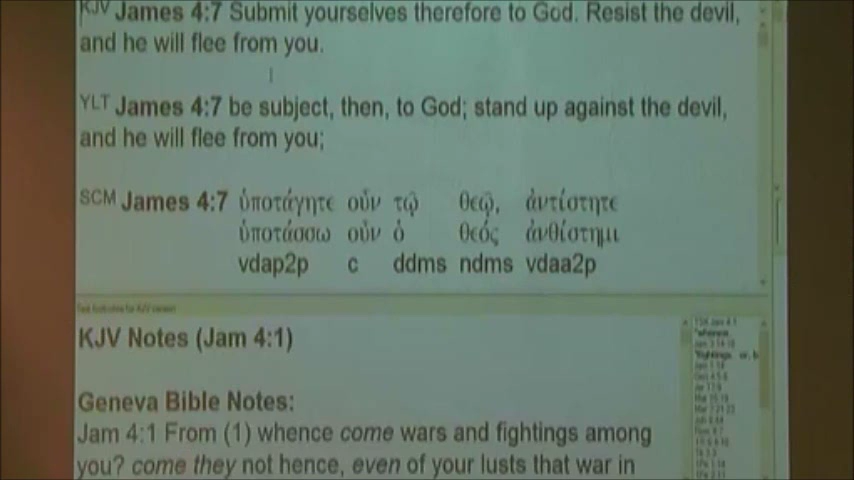 KJV James 4:7 Submit yourselves therefore to God. Resist the devil,
and he will flee from you.
YLT James 4:7 be subject, then, to God; stand up against the devil,
and he will flee from you;
SCM James 4:7 ὑποτάγητε οὖν τῷ θεῷ, ἀντίστητε
ὑποτάσσω οὖν ὁ θεός ἀνθίστημι
vdap2p c ddms ndms vdaa2p
KJV Notes (Jam 4:1)
Geneva Bible Notes:
Jam 4:1 From (1) whence come wars and fightings among
you? come they not hence, even of your lusts that war in